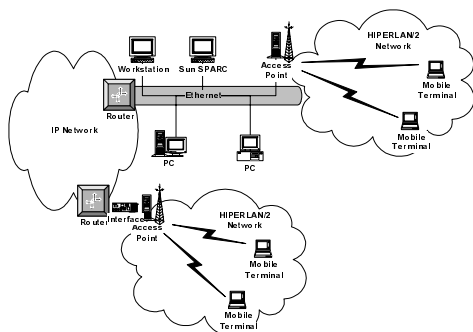 HIPERLAN/2
Network
Workstation
Sun SPARC
Access
Point
Mobile
Terminal
Ethernet
Router
IP Network
Mobile
Terminal
PC
PC
Router
Interface
Access
Point
HIPERLAN/2
Network
Mobile
Terminal
Mobile
Terminal